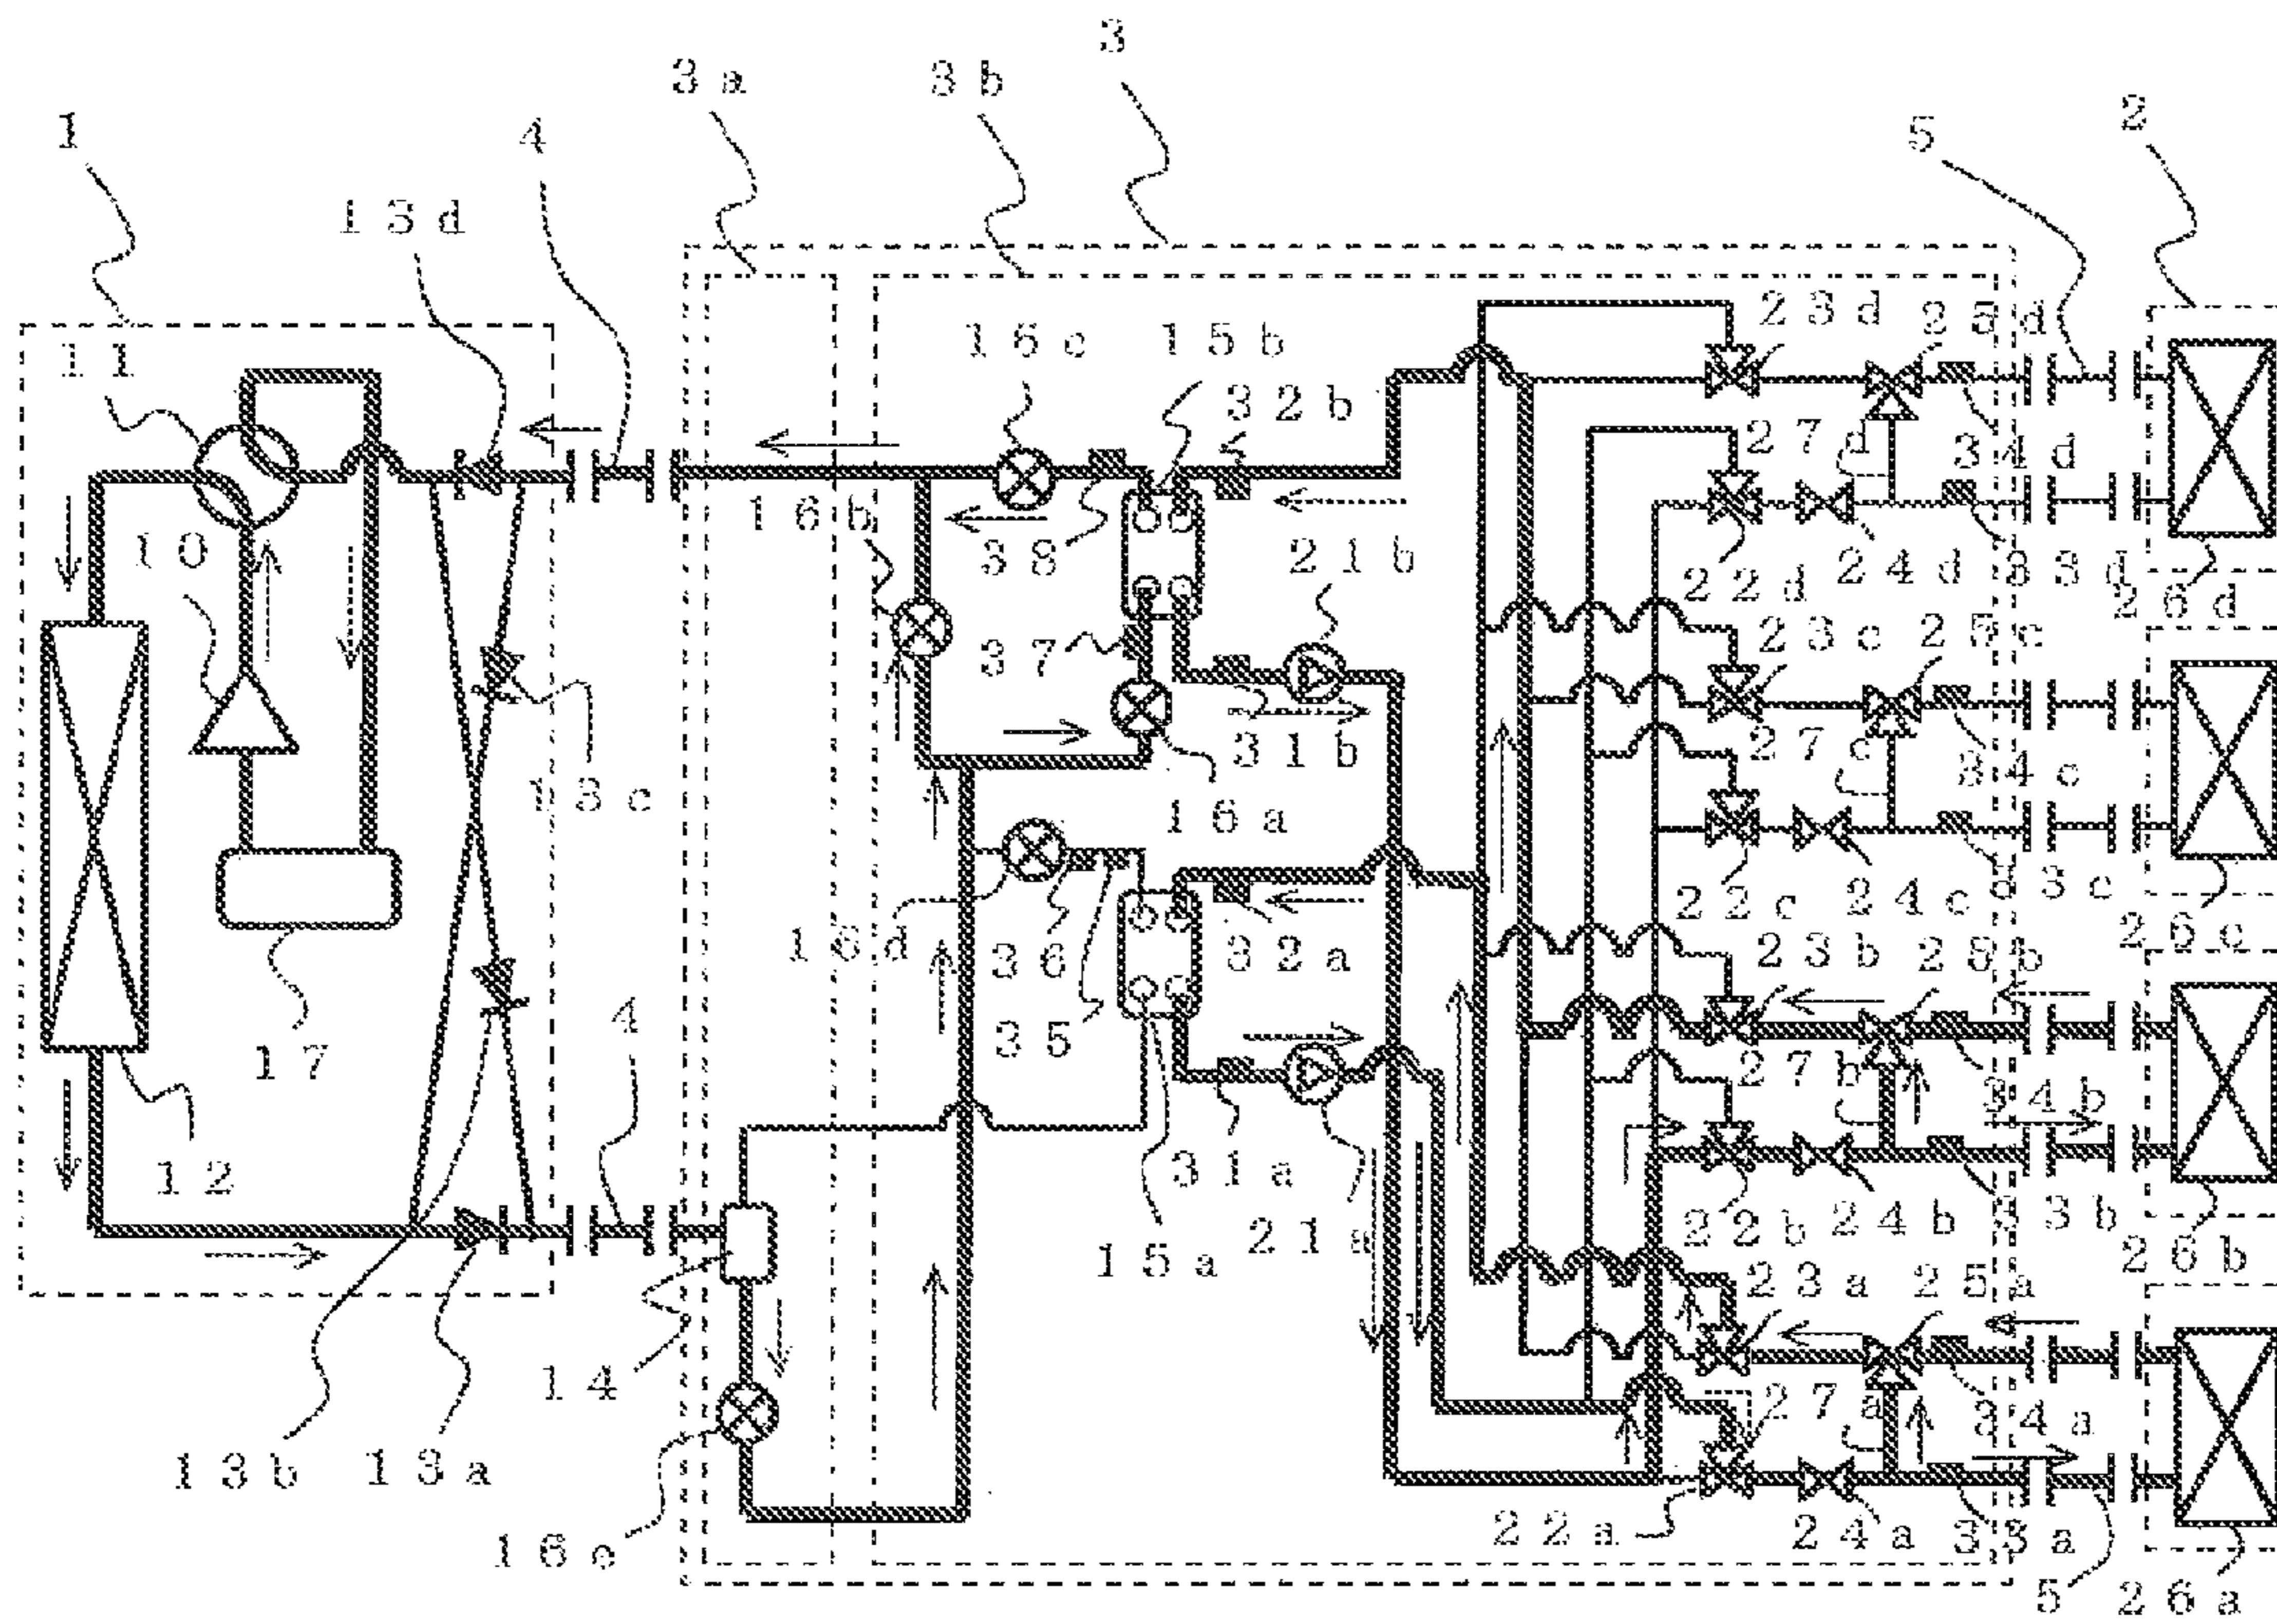 3
3a 3b
1 4 5 2
13d
11 16c 15b 23d 25d
32b
27d 34d
10 16b 38 21b
22d 24d 33d
26d
37 23c 25c
13c 31b 27c 34c
16a
16d 36 32a 22c 24c 33c
26c
35 23b 25b
17 4 27b 34b
12 31a 21a 22b 24b 33b
15a 26b
23a 25a
14 27a 34a
13b 13a
16e 22a 24a 33a
5 26a